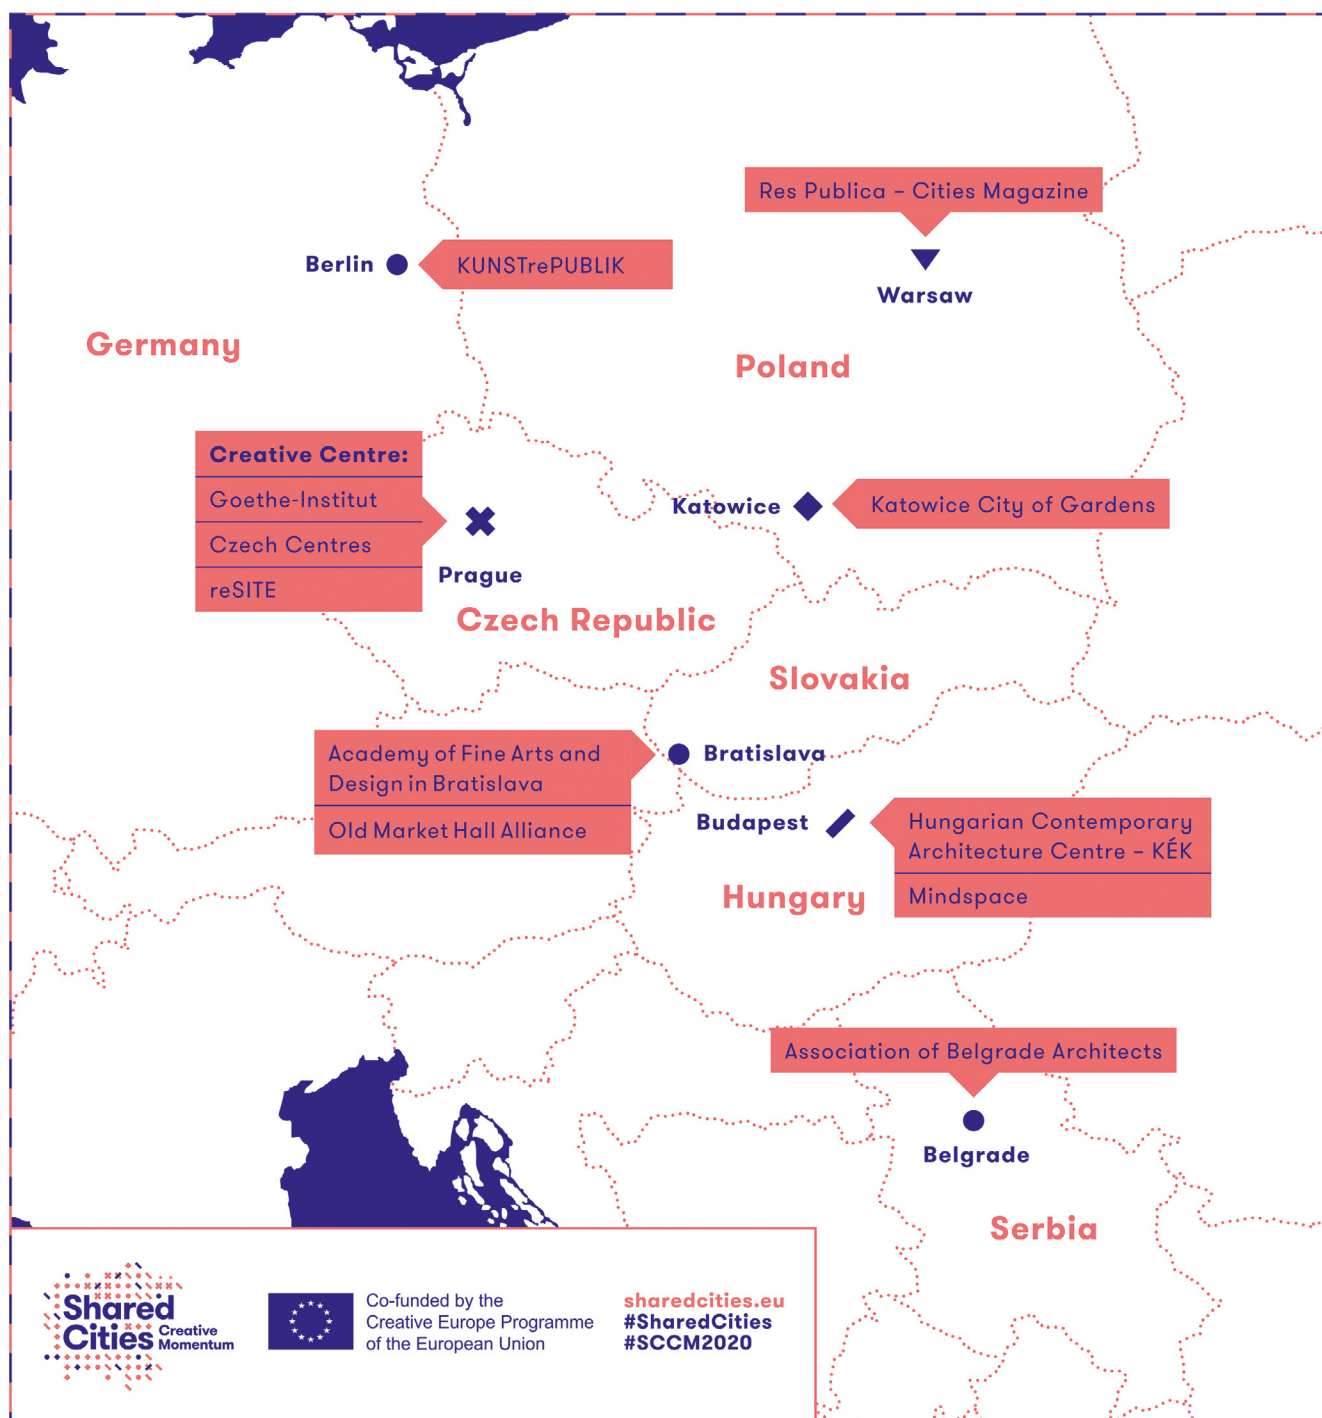 Res Publica – Cities Magazine
Berlin
KUNSTrePUBLIK
Warsaw
Germany
Poland
Creative Centre:
Goethe-Institut
Czech Centres
reSITE
Prague
Katowice
Katowice City of Gardens
Czech Republic
Slovakia
Academy of Fine Arts and
Design in Bratislava
Old Market Hall Alliance
Bratislava
Budapest
Hungarian Contemporary
Architecture Centre – KÉK
Mindspace
Hungary
Association of Belgrade Architects
Belgrade
Serbia
Shared
Cities
Creative
Momentum
Co-funded by the
Creative Europe Programme
of the European Union
sharedcities.eu
#SharedCities
#SCCM2020